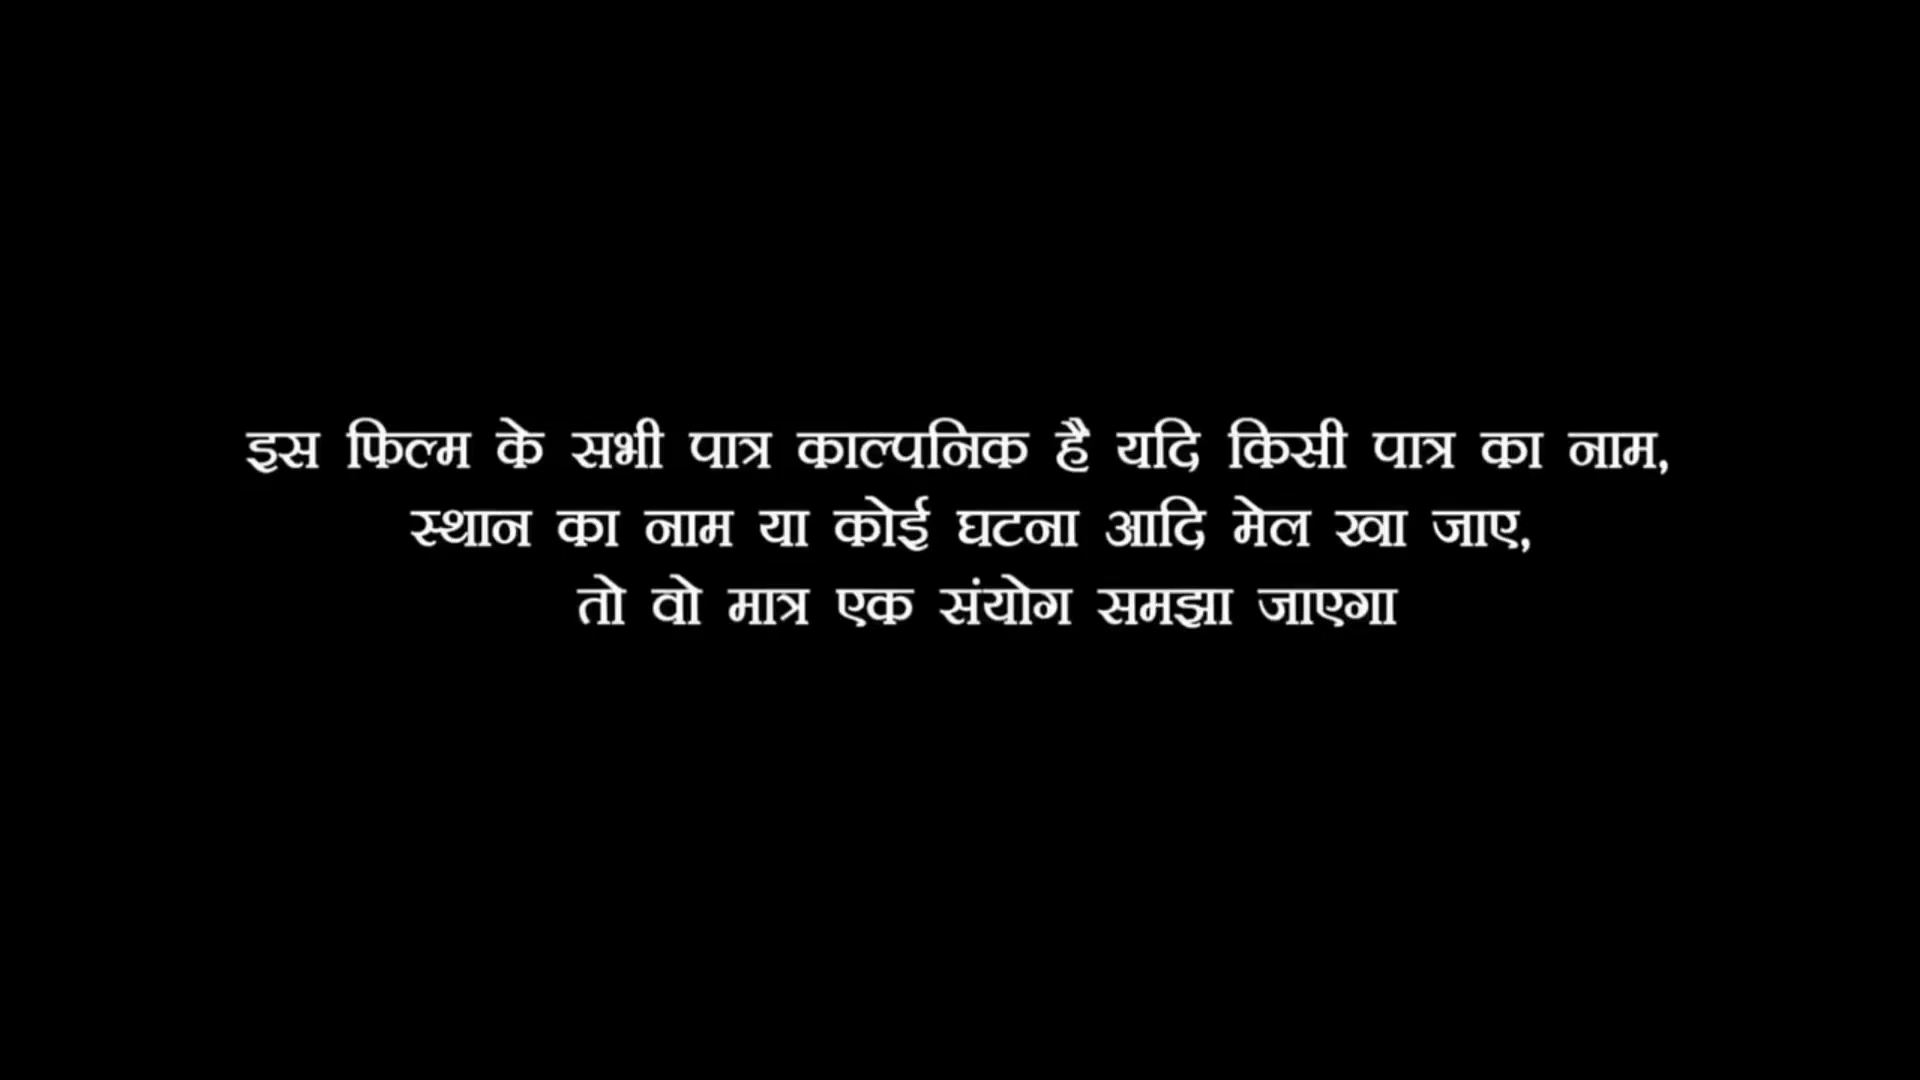 इस फिल्म के सभी पात्र काल्पनिक है यदि किसी पात्र का नाम,
स्थान का नाम या कोई घटना आदि मेल खा जाए,
तो वो मात्र एक संयोग समझा जाएगा